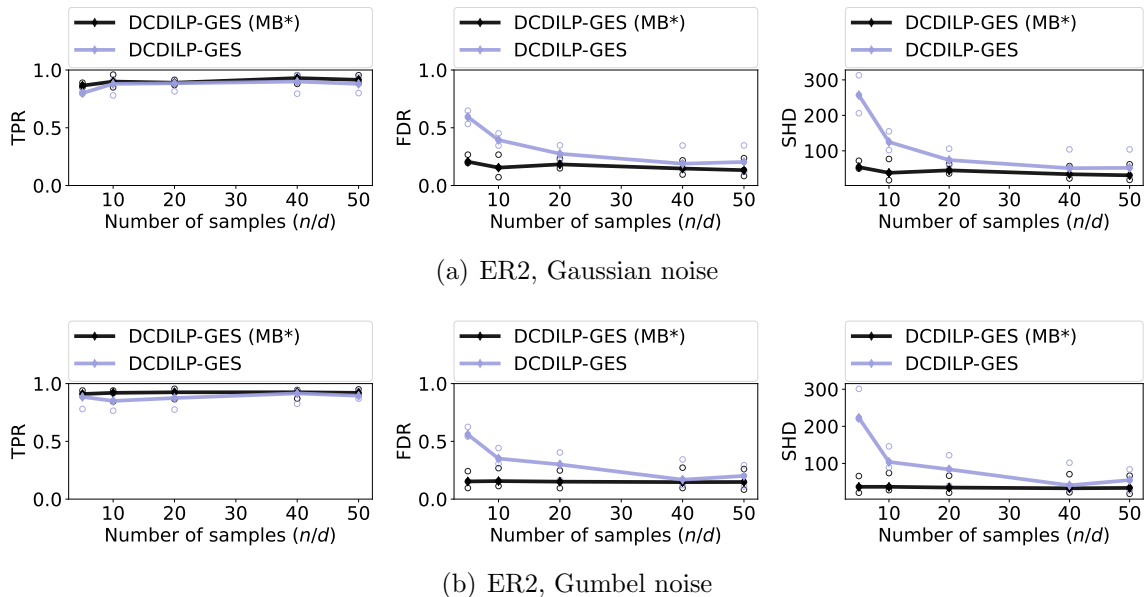 DCDILP-GES (MB*)
DCDILP-GES
1.0
0.5
0.0
TPR
10 20 30 40 50
Number of samples (n/d)
DCDILP-GES (MB*)
DCDILP-GES
1.0
0.5
0.0
FDR
10 20 30 40 50
Number of samples (n/d)
DCDILP-GES (MB*)
DCDILP-GES
300
200
100
SHD
10 20 30 40 50
Number of samples (n/d)
(a) ER2, Gaussian noise
DCDILP-GES (MB*)
DCDILP-GES
1.0
0.5
0.0
TPR
10 20 30 40 50
Number of samples (n/d)
DCDILP-GES (MB*)
DCDILP-GES
1.0
0.5
0.0
FDR
10 20 30 40 50
Number of samples (n/d)
DCDILP-GES (MB*)
DCDILP-GES
300
200
100
SHD
10 20 30 40 50
Number of samples (n/d)
(b) ER2, Gumbel noise